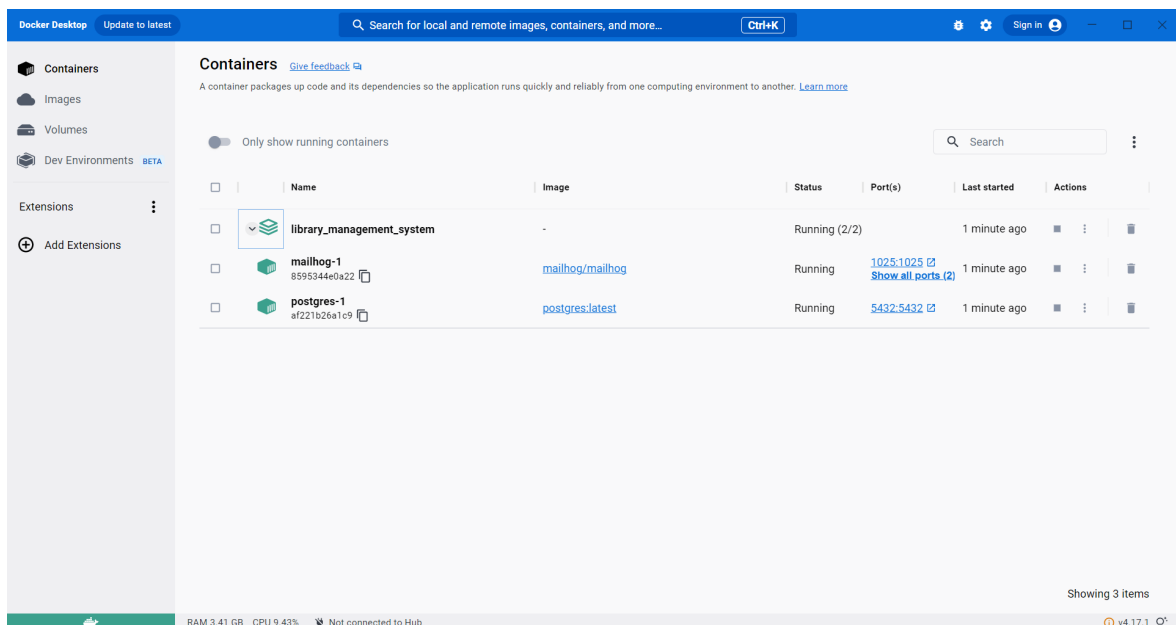 Docker Desktop Update to latest Search for local and remote images, containers, and more... Ctrl+K Sign in
Containers
Images
Volumes
Dev Environments BETA
Extensions
Add Extensions
Containers Give feedback
A container packages up code and its dependencies so the application runs quickly and reliably from one computing environment to another. Learn more
Only show running containers Search
Name Image Status Port(s) Last started Actions
library_management_system - Running (2/2) 1 minute ago
mailhog-1
8595344e0a22
mailhog/mailhog Running
1025:1025
Show all ports (2)
1 minute ago
postgres-1
af221b26a1c9
postgres:latest Running 5432:5432 1 minute ago
Showing 3 items
RAM 3.41 GB CPU 9.43% Not connected to Hub v4.17.1